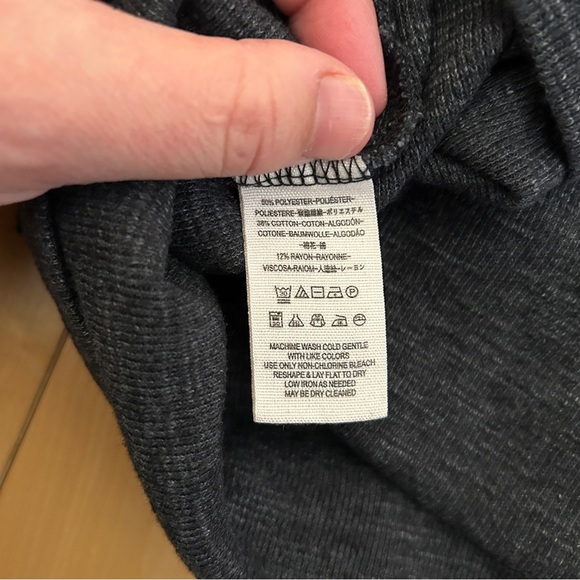 50% POLYESTER-POLIÉSTER-
POLIESTERE-聚酯纖維-ポリエステル
38% COTTON-COTON-ALGODÓN-
COTONE-BAUMWOLLE-ALGODÃO
-棉花-綿
12% RAYON-RAYONNE-
VISCOSA-RAIOM-人造絲-レーヨン
MACHINE WASH COLD GENTLE
WITH LIKE COLORS
USE ONLY NON-CHLORINE BLEACH
RESHAPE & LAY FLAT TO DRY
LOW IRON AS NEEDED
MAY BE DRY CLEANED